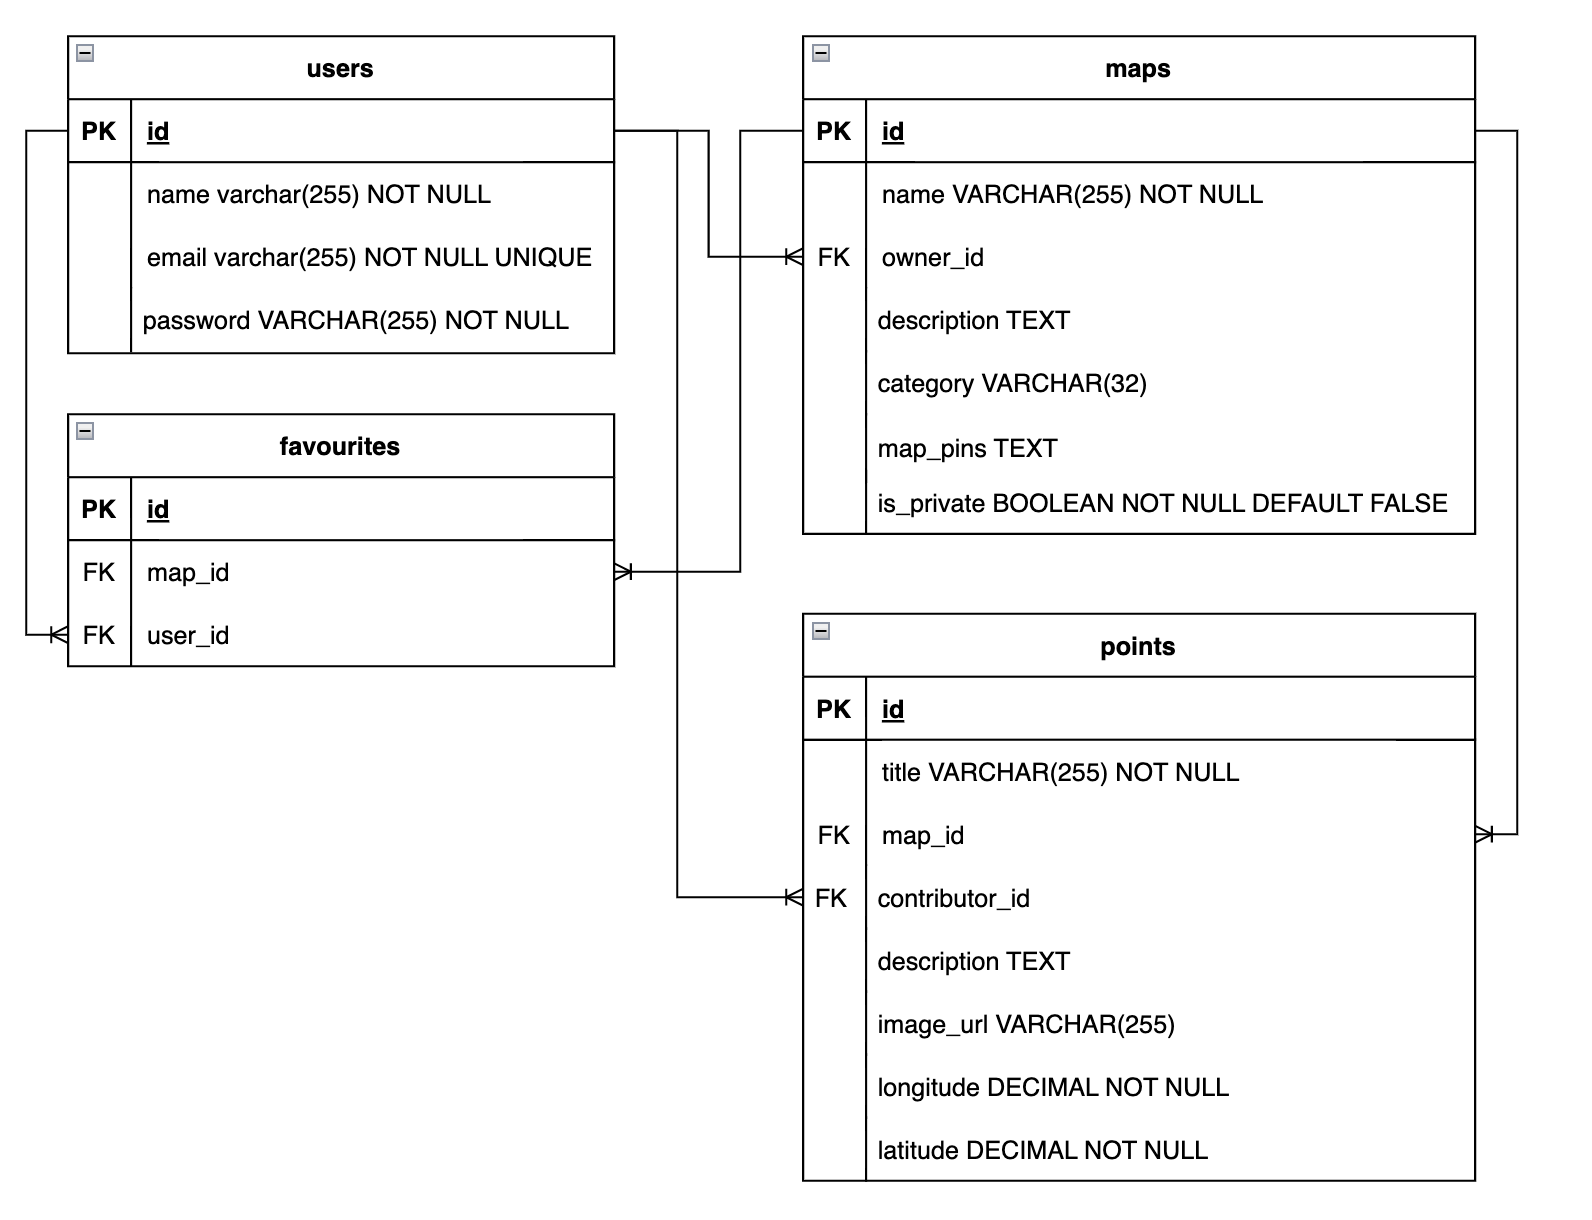 users
PK id
name varchar(255) NOT NULL
email varchar(255) NOT NULL UNIQUE
password VARCHAR(255) NOT NULL
favourites
PK id
FK map_id
FK user_id
maps
PK id
name VARCHAR(255) NOT NULL
FK owner_id
description TEXT
category VARCHAR(32)
map_pins TEXT
is_private BOOLEAN NOT NULL DEFAULT FALSE
points
PK id
title VARCHAR(255) NOT NULL
FK map_id
FK contributor_id
description TEXT
image_url VARCHAR(255)
longitude DECIMAL NOT NULL
latitude DECIMAL NOT NULL